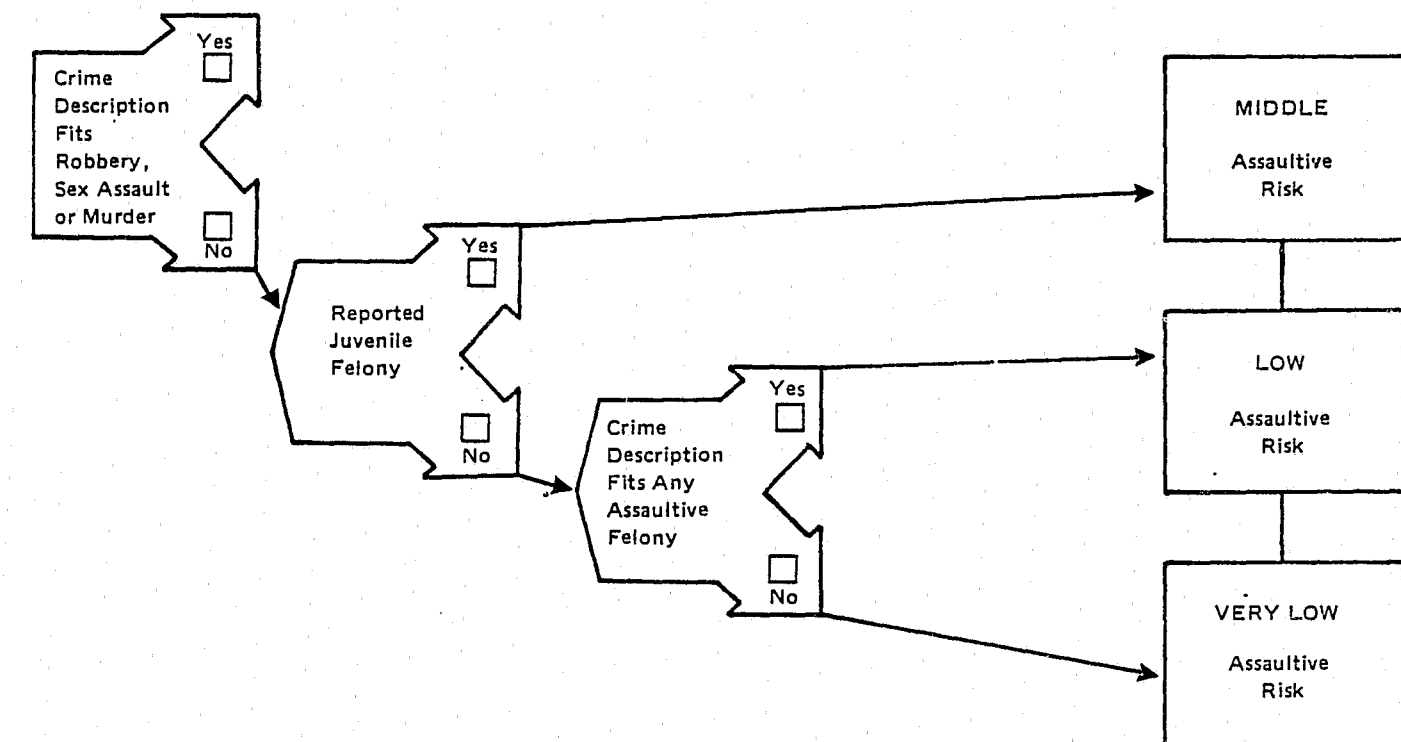 Yes
Crime
Description
Fits
Robbery,
Sex Assault
or Murder
No
Yes
Reported
Juvenile
Felony
No
Yes
Crime
Description
Fits Any
Assaultive
Felony
No
MIDDLE
Assaultive
Risk
LOW
Assaultive
Risk
VERY LOW
Assaultive
Risk